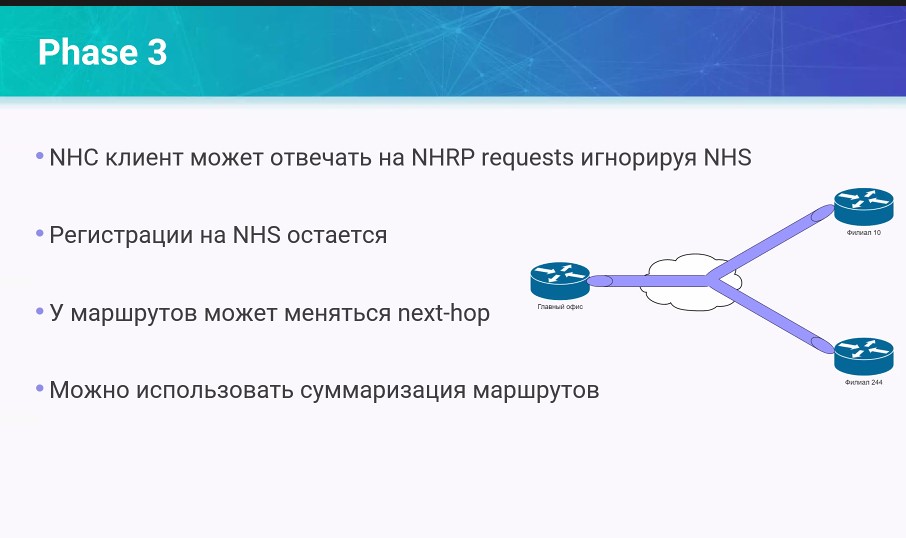 Phase 3
• NHC клиент может отвечать на NHRP requests игнорируя NHS
• Регистрации на NHS остается
• У маршрутов может меняться next-hop
• Можно использовать суммаризация маршрутов
Филиал 10
Главный офис
Филиал 244